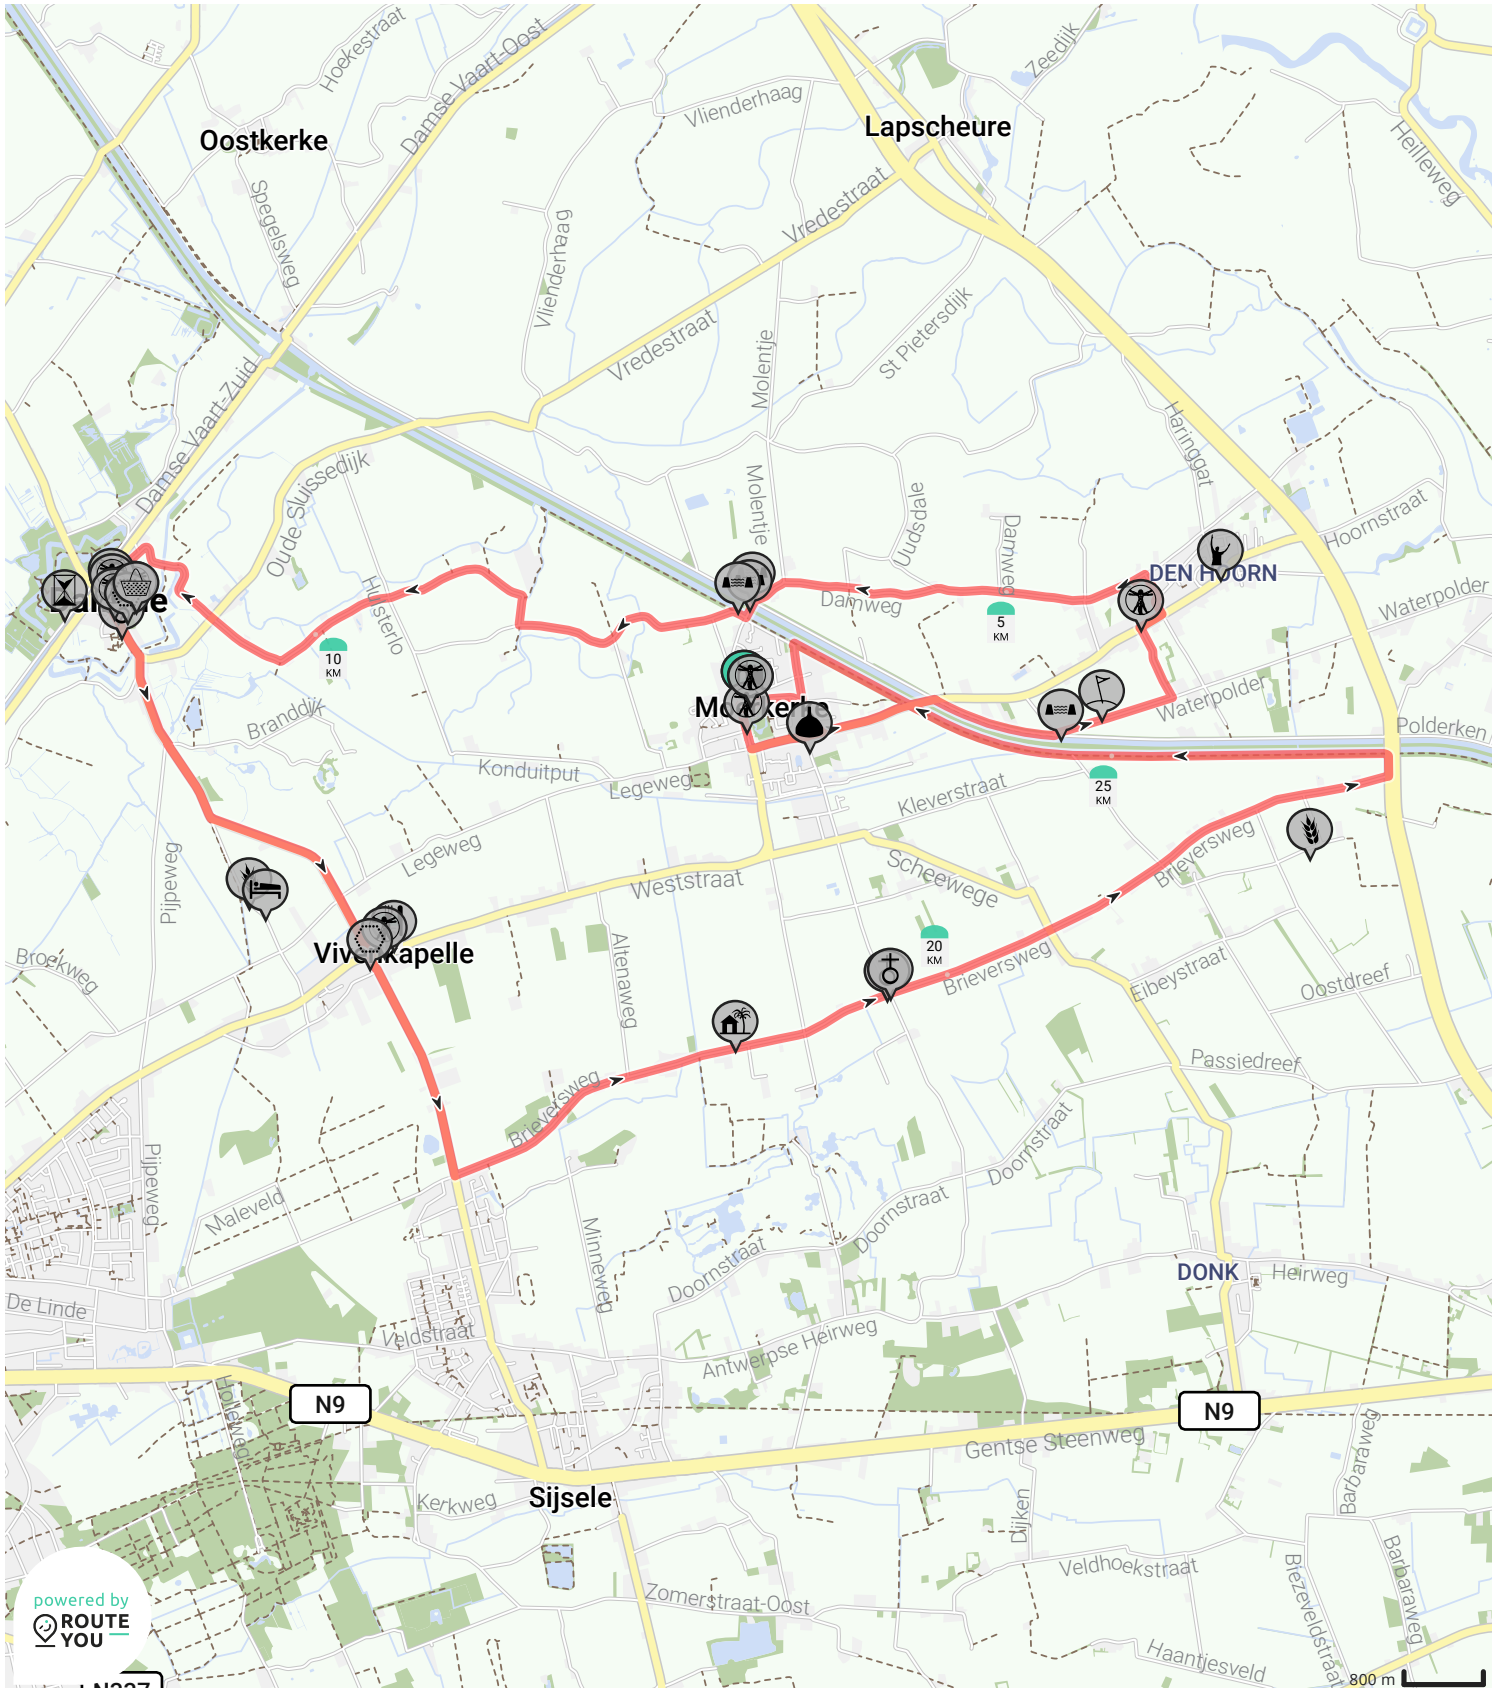 Hoekestraat
Damse Vaart-Oost
Zeedijk
Oostkerke
Vlienderhaag
Lapscheure
Heilleweg
Spegelsweg
Vlienderhaag
Vredestraat
Vredestraat
Molentje
St Pietersdijk
Damse Vaart-Zuid
Haringgat
Oude Sluissedijk
Molentje
Uudsdale
Damweg
Hoornstraat
DEN HOORN
Hulsterlo
Damweg
Waterpolder
5
KM
10
KM
Waterpolder
Branddijk
Polderken
Konduitput
Legeweg
Kleverstraat
25
KM
Legeweg
Brieversweg
Pijpeweg
Weststraat
Scheewege
Vivenkapelle
20
KM
Altenaweg
Brieversweg
Eibeystraat
Oostdreef
Passiedreef
Brieversweg
Doornstraat
Pijpeweg
Maleveld
Minneweg
Doornstraat
Doornstraat
DONK
Heirweg
De Linde
Veldstraat
Antwerpse Heirweg
N9
N9
Holleweg
Gentse Steenweg
Barbaraweg
Kerkweg
Sijsele
Dijken
Veldhoekstraat
Biezeveldstraat
Barbaraweg
Zomerstraat-Oost
Haantjesveld
powered by
ROUTE
YOU
800 m